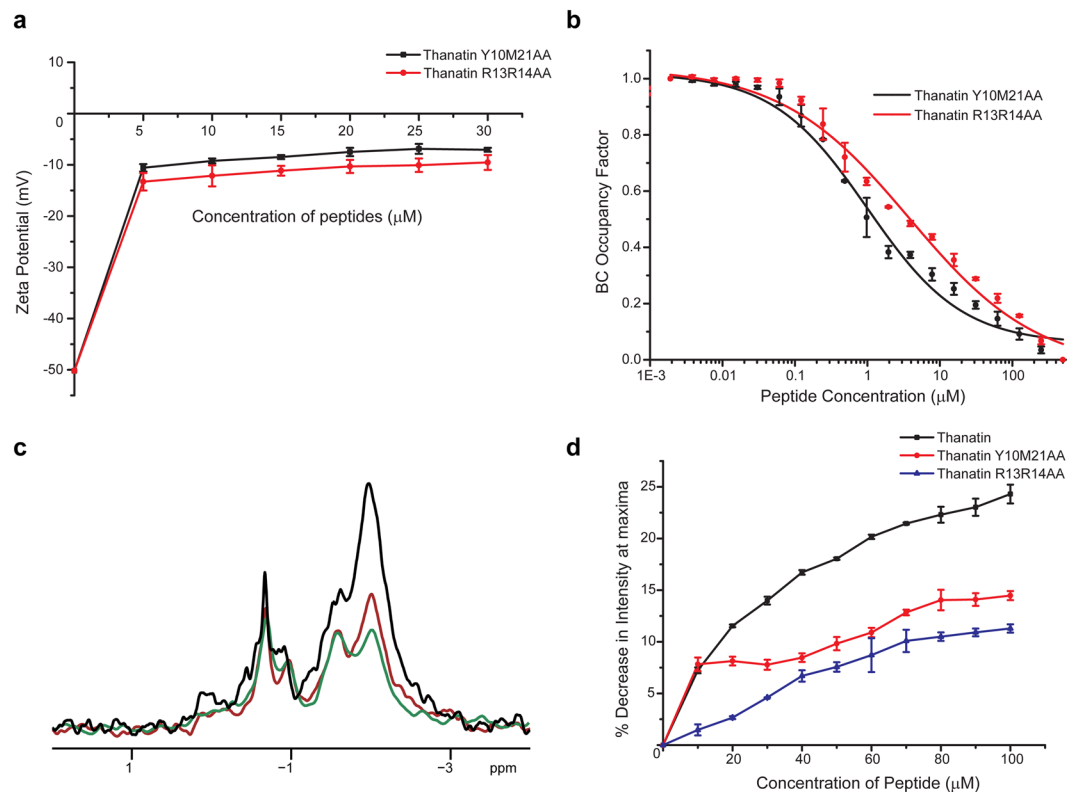 a
Thanatin Y10M21AA
Thanatin R13R14AA
10
0
-10
-20
-30
-40
-50
5 10 15 20 25 30
Zeta Potential (mV)
Concentration of peptides (μM)
b
Thanatin Y10M21AA
Thanatin R13R14AA
1.0
0.8
0.6
0.4
0.2
0.0
1E-3 0.01 0.1 1 10 100
BC Occupancy Factor
Peptide Concentration (μM)
c
1 −1 −3 ppm
d
Thanatin
Thanatin Y10M21AA
Thanatin R13R14AA
25
20
15
10
5
0
20 40 60 80 100
% Decrease in Intensity at maxima
Concentration of Peptide (μM)